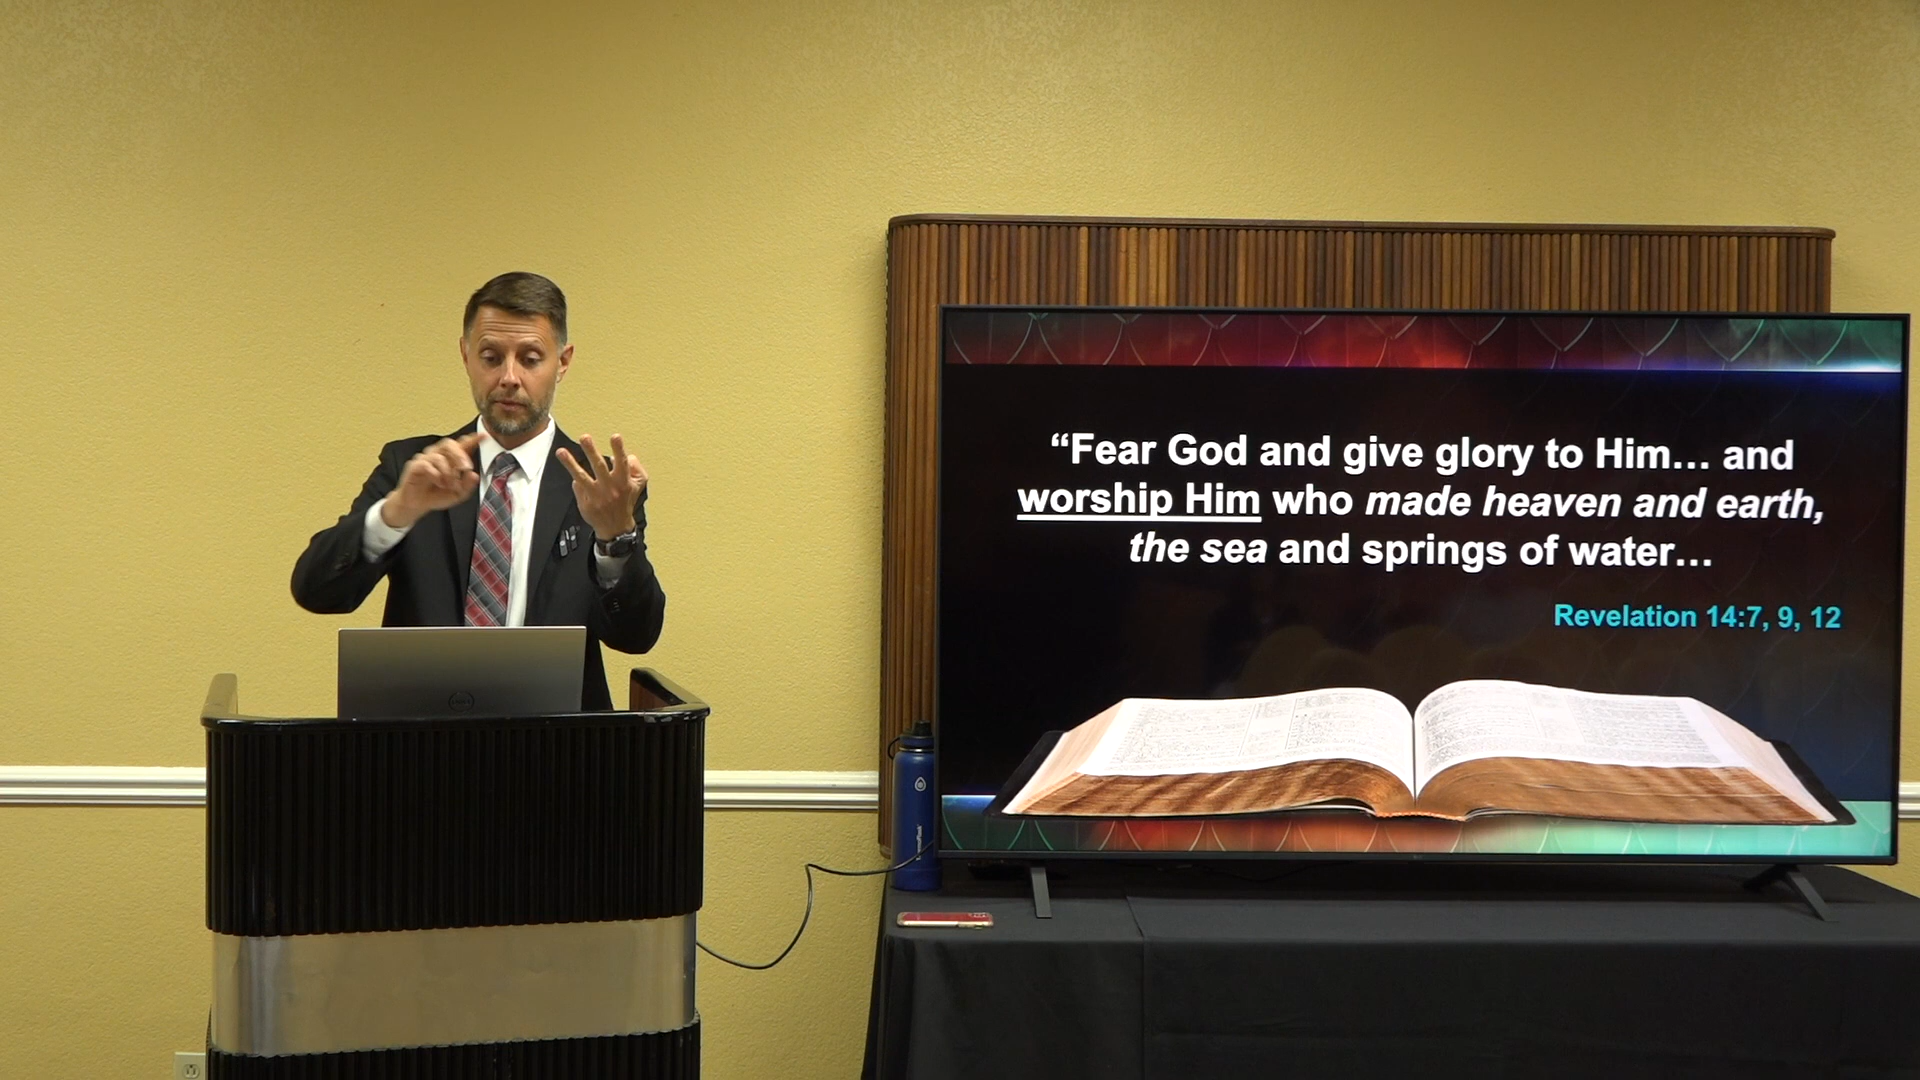 “Fear God and give glory to Him... and
worship Him who made heaven and earth,
the sea and springs of water...
Revelation 14:7, 9, 12
DELL